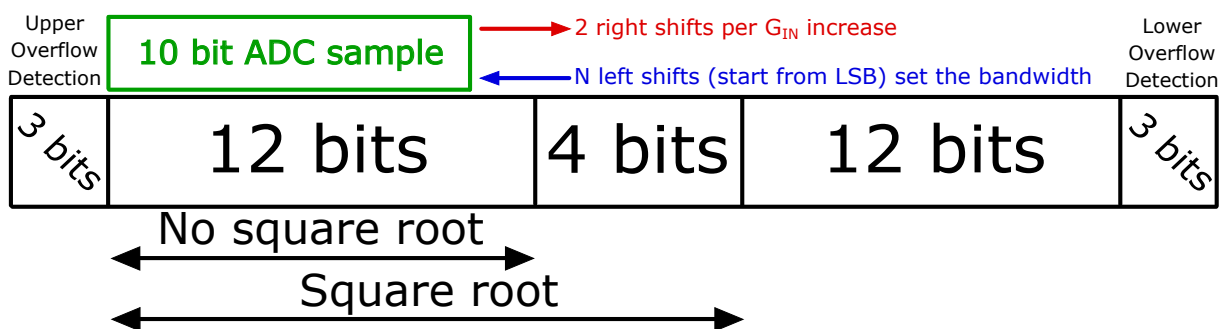 Upper
Overflow
Detection
10 bit ADC sample
2 right shifts per G_IN increase
N left shifts (start from LSB) set the bandwidth
Lower
Overflow
Detection
3 bits
12 bits
4 bits
12 bits
3 bits
No square root
Square root